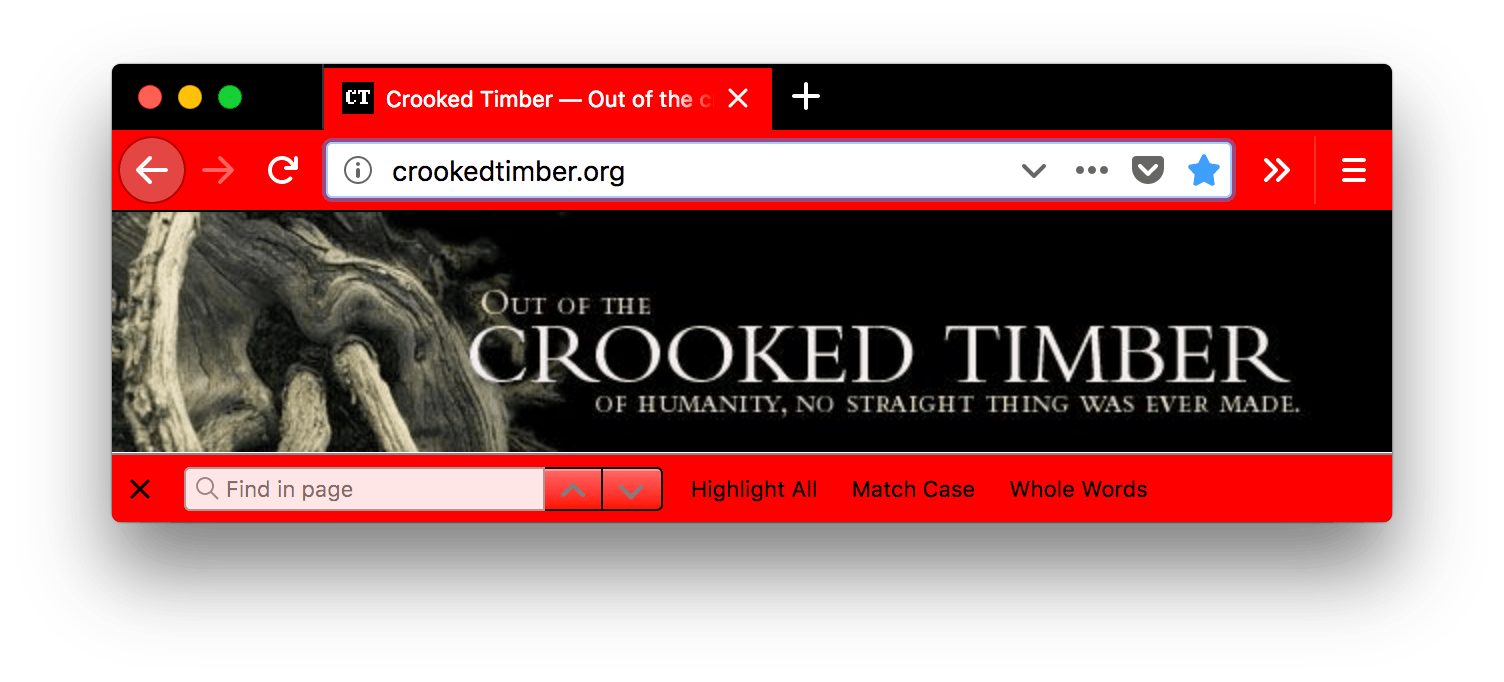 CT Crooked Timber — Out of the c
crookedtimber.org
OUT OF THE
CROOKED TIMBER
OF HUMANITY, NO STRAIGHT THING WAS EVER MADE.
Find in page Highlight All Match Case Whole Words